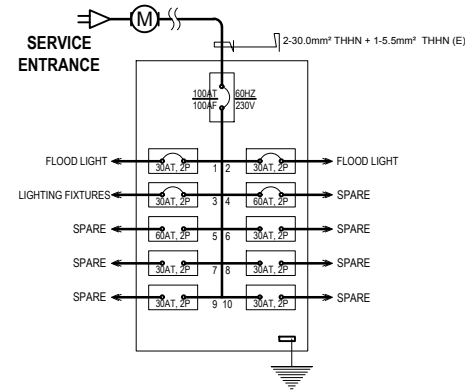 M
2-30.0mm² THHN + 1-5.5mm² THHN (E)
SERVICE
ENTRANCE
100AT 60HZ
100AF 230V
FLOOD LIGHT 30AT, 2P 1 2 30AT, 2P FLOOD LIGHT
LIGHTING FIXTURES 30AT, 2P 3 4 60AT, 2P SPARE
SPARE 60AT, 2P 5 6 30AT, 2P SPARE
SPARE 30AT, 2P 7 8 30AT, 2P SPARE
SPARE 30AT, 2P 9 10 30AT, 2P SPARE